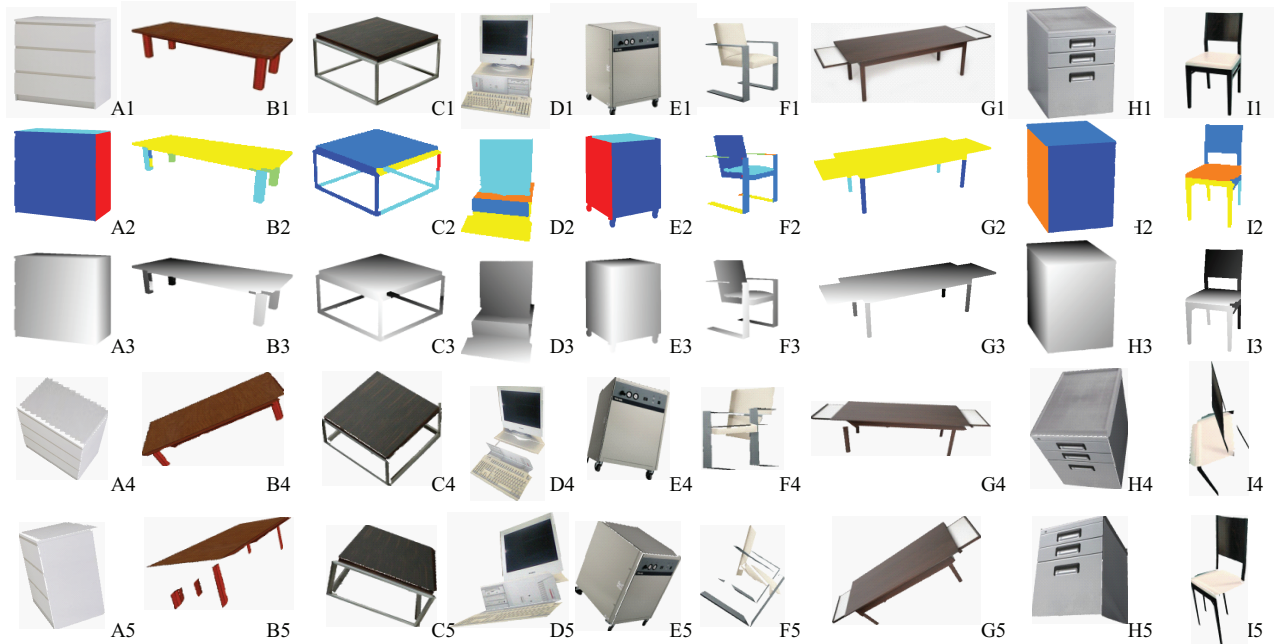 A1 B1 C1 D1 E1 F1 G1 H1 I1
A2 B2 C2 D2 E2 F2 G2 H2 I2
A3 B3 C3 D3 E3 F3 G3 H3 I3
A4 B4 C4 D4 E4 F4 G4 H4 I4
A5 B5 C5 D5 E5 F5 G5 H5 I5